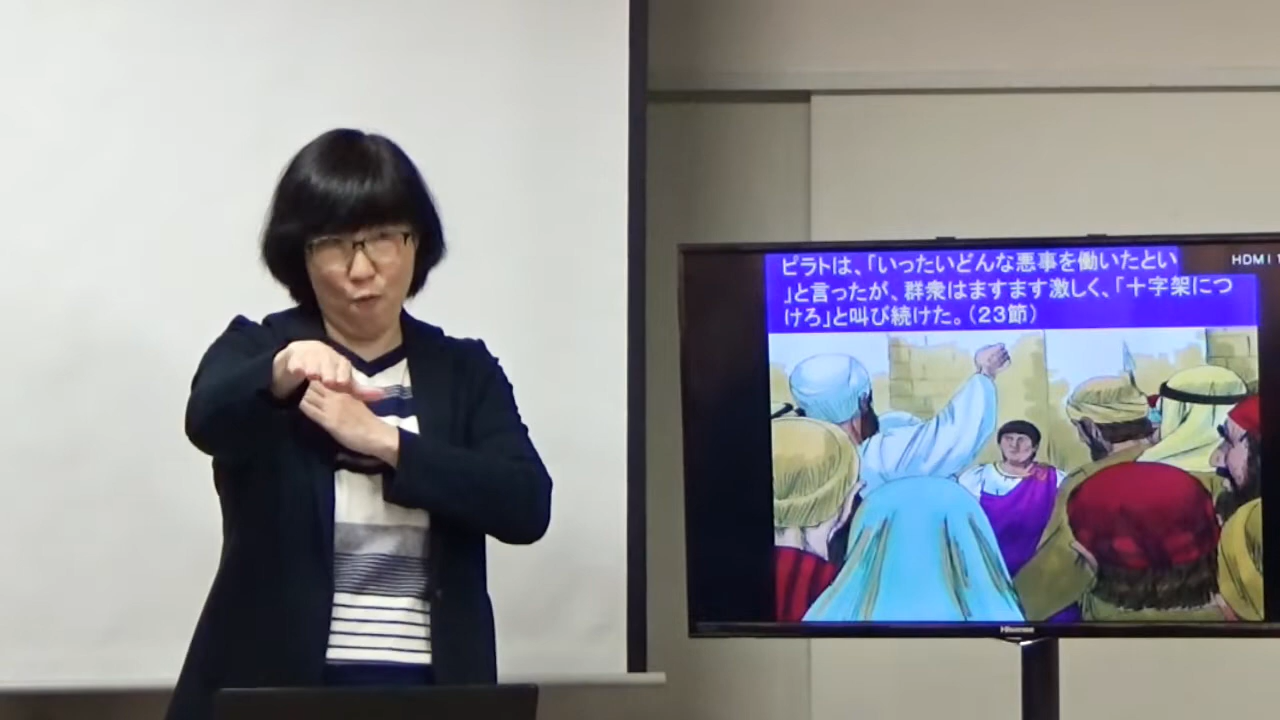 ピラトは、「いったいどんな悪事を働いたとい
」と言ったが、群衆はますます激しく、「十字架につ
けろ」と叫び続けた。(23節)
HDMI 1
Hisense